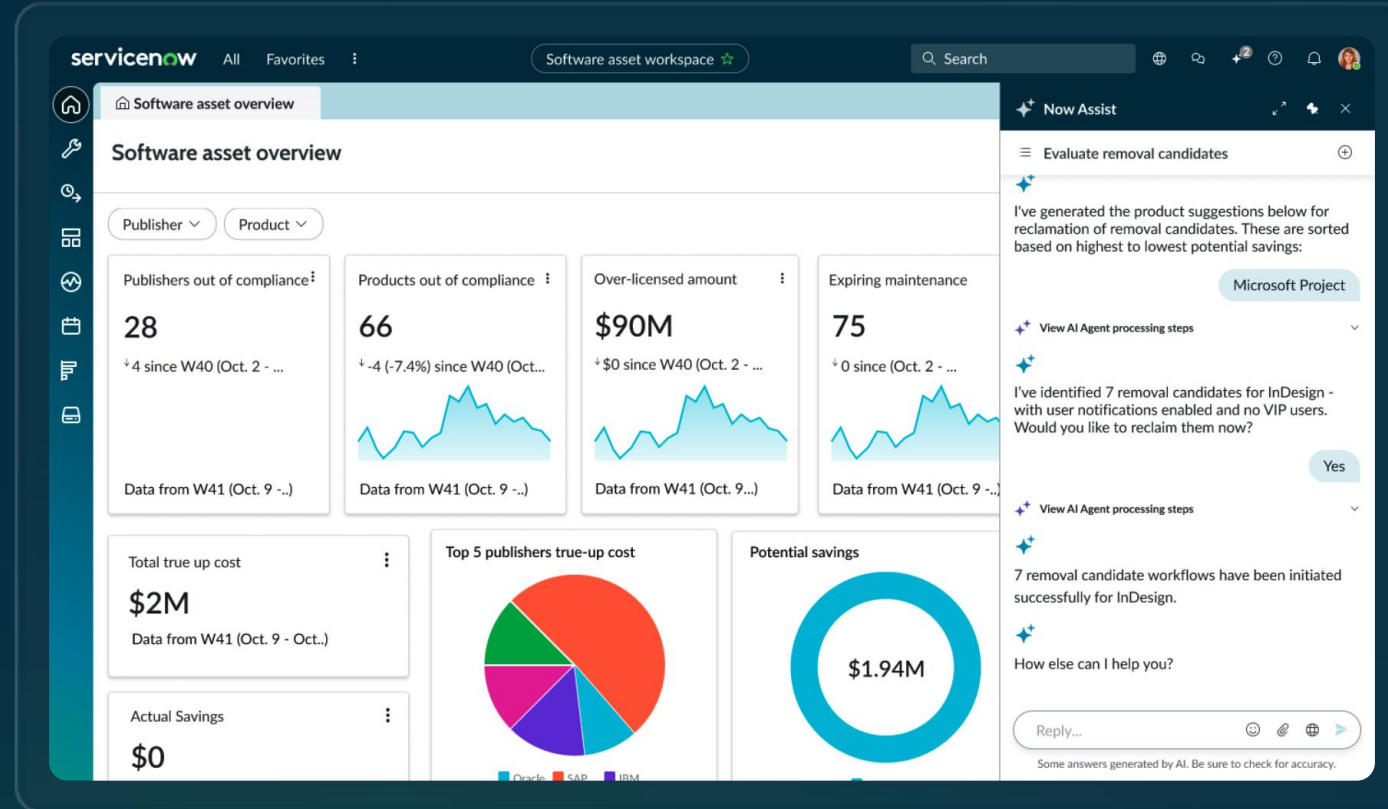 servicenow All Favorites
Software asset workspace
Search
2
Software asset overview
Software asset overview
Publisher
Product
Publishers out of compliance
28
↓4 since W40 (Oct. 2 - ...
Data from W41 (Oct. 9 -..)
Products out of compliance
66
↓-4 (-7.4%) since W40 (Oct...
Data from W41 (Oct. 9 -..)
Over-licensed amount
$90M
↓$0 since W40 (Oct. 2 - ...
Data from W41 (Oct. 9...)
Expiring maintenance
75
↓0 since (Oct. 2 - ...
Data from W41 (Oct. 9 -..)
Total true up cost
$2M
Data from W41 (Oct. 9 - Oct..)
Actual Savings
$0
Top 5 publishers true-up cost
Oracle SAP IBM
Potential savings
$1.94M
Now Assist
Evaluate removal candidates
I've generated the product suggestions below for
reclamation of removal candidates. These are sorted
based on highest to lowest potential savings:
Microsoft Project
View AI Agent processing steps
I've identified 7 removal candidates for InDesign -
with user notifications enabled and no VIP users.
Would you like to reclaim them now?
Yes
View AI Agent processing steps
7 removal candidate workflows have been initiated
successfully for InDesign.
How else can I help you?
Reply...
Some answers generated by AI. Be sure to check for accuracy.